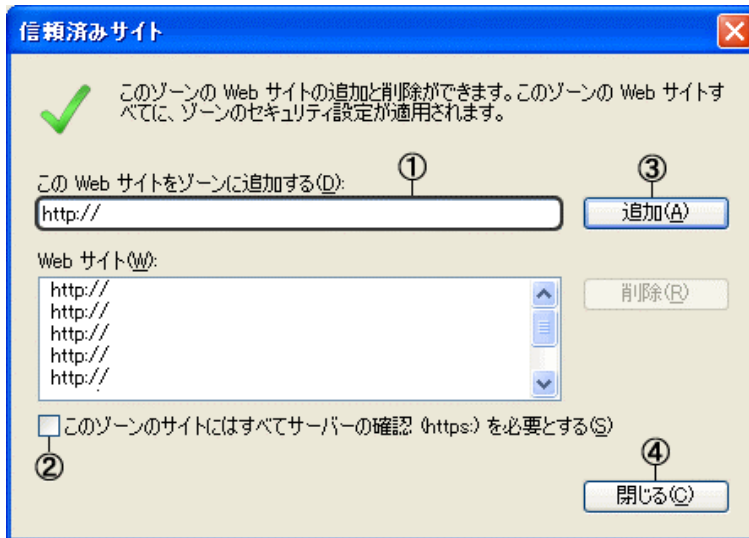 信頼済みサイト
このゾーンの Web サイトの追加と削除ができます。このゾーンの Web サイトす
べてに、ゾーンのセキュリティ設定が適用されます。
①
③
この Web サイトをゾーンに追加する(D):
http://
追加(A)
Web サイト(W):
http://
http://
http://
http://
http://
削除(R)
このゾーンのサイトにはすべてサーバーの確認 (https:) を必要とする(S)
②
④
閉じる(C)